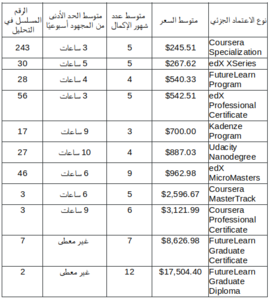 نوع الاعتماد الجزئي
متوسط السعر
متوسط عدد
شهور الإكمال
متوسط الحد الأدنى
من المجهود أسبوعيًا
الرقم
المسلسل في
التحليل
Coursera
Specialization
$245.51
5
3 ساعات
243
edX XSeries
$267.62
5
5 ساعات
30
FutureLearn
Program
$540.33
4
4 ساعات
28
edX
Professional
Certificate
$542.51
5
3 ساعات
56
Kadenze
Program
$700.00
3
9 ساعات
17
Udacity
Nanodegree
$887.03
4
10 ساعات
27
edX
MicroMasters
$962.98
9
6 ساعات
46
Coursera
MasterTrack
$2,596.67
5
6 ساعات
3
Coursera
Professional
Certificate
$3,121.99
6
9 ساعات
3
FutureLearn
Graduate
Certificate
$8,626.98
7
غير معطى
7
FutureLearn
Graduate
Diploma
$17,504.40
12
غير معطى
2